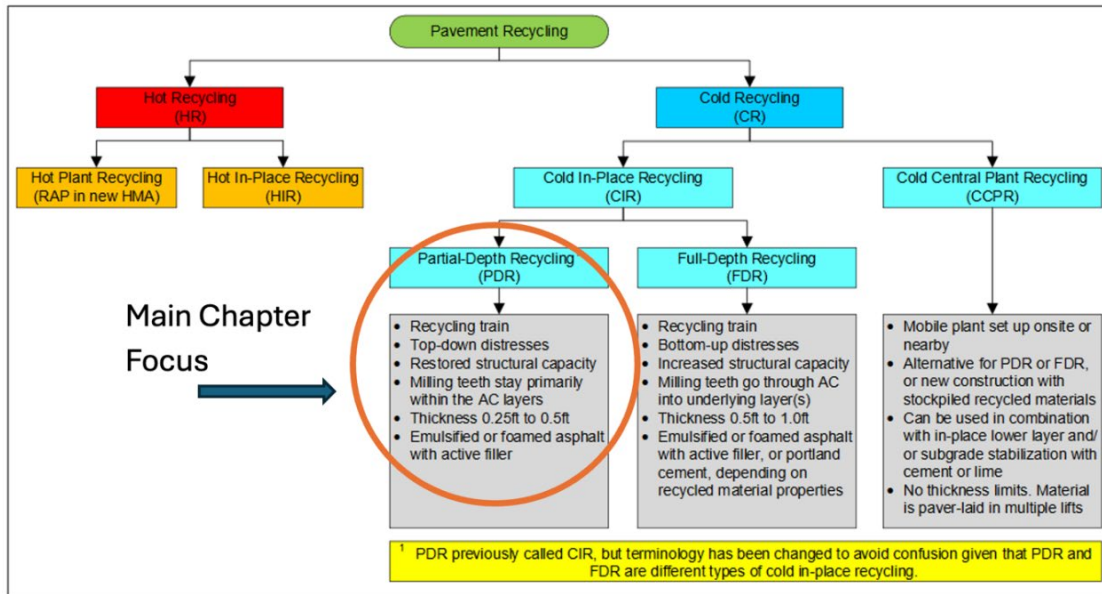 Pavement Recycling
Hot Recycling
(HR)
Cold Recycling
(CR)
Hot Plant Recycling
(RAP in new HMA)
Hot In-Place Recycling
(HIR)
Cold In-Place Recycling
(CIR)
Cold Central Plant Recycling
(CCPR)
Partial-Depth Recycling
(PDR)
Full-Depth Recycling
(FDR)
Main Chapter
Focus
• Recycling train
• Top-down distresses
• Restored structural capacity
• Milling teeth stay primarily
within the AC layers
• Thickness 0.25ft to 0.5ft
• Emulsified or foamed asphalt
with active filler
• Recycling train
• Bottom-up distresses
• Increased structural capacity
• Milling teeth go through AC
into underlying layer(s)
• Thickness 0.5ft to 1.0ft
• Emulsified or foamed asphalt
with active filler, or portland
cement, depending on
recycled material properties
• Mobile plant set up onsite or
nearby
• Alternative for PDR or FDR,
or new construction with
stockpiled recycled materials
• Can be used in combination
with in-place lower layer and/
or subgrade stabilization with
cement or lime
• No thickness limits. Material
is paver-laid in multiple lifts
1 PDR previously called CIR, but terminology has been changed to avoid confusion given that PDR and
FDR are different types of cold in-place recycling.